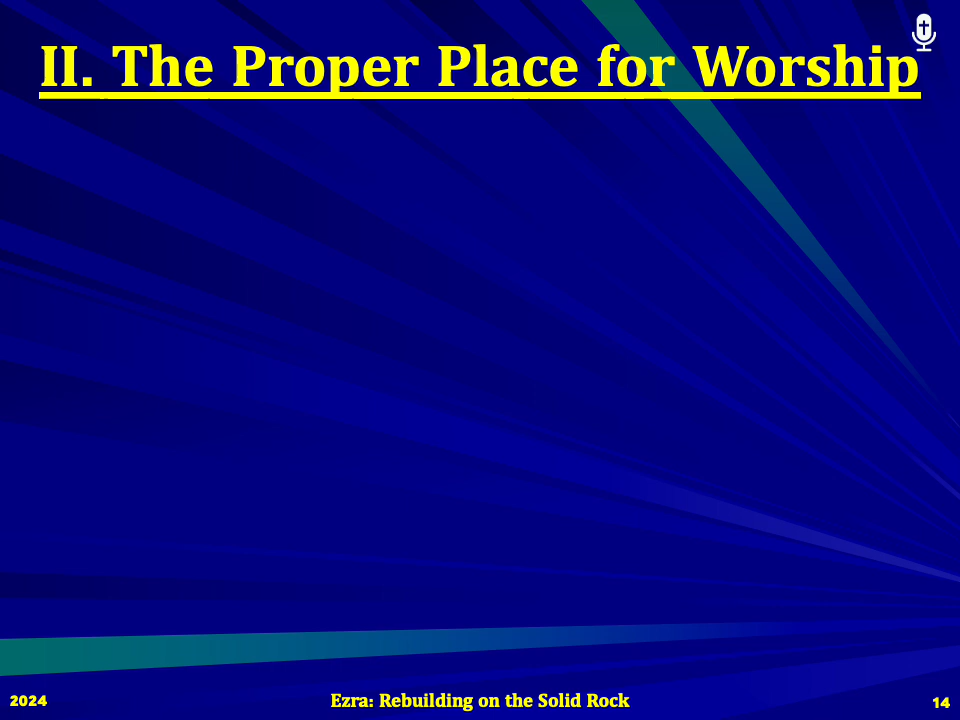 II. The Proper Place for Worship
2024
Ezra: Rebuilding on the Solid Rock
14